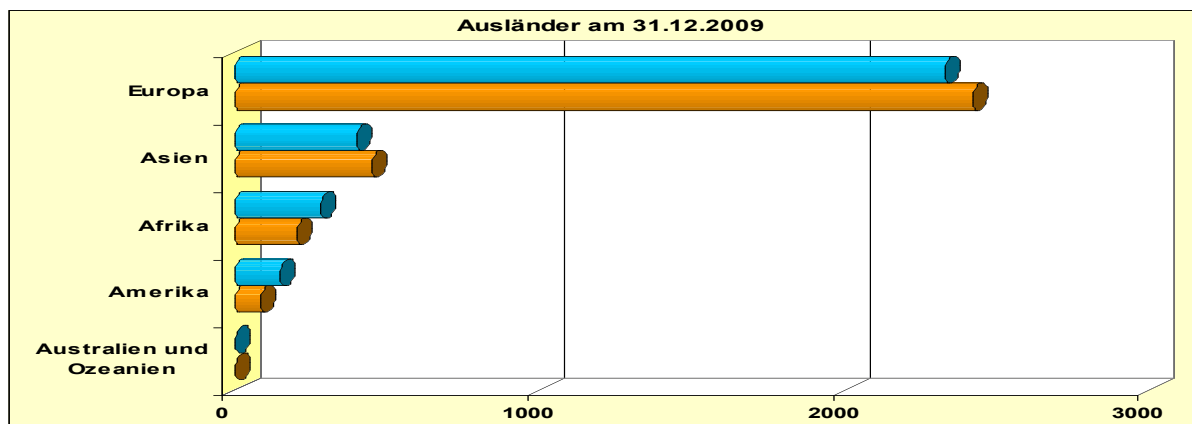 Ausländer am 31.12.2009
Europa
Asien
Afrika
Amerika
Australien und
Ozeanien
0
1000
2000
3000